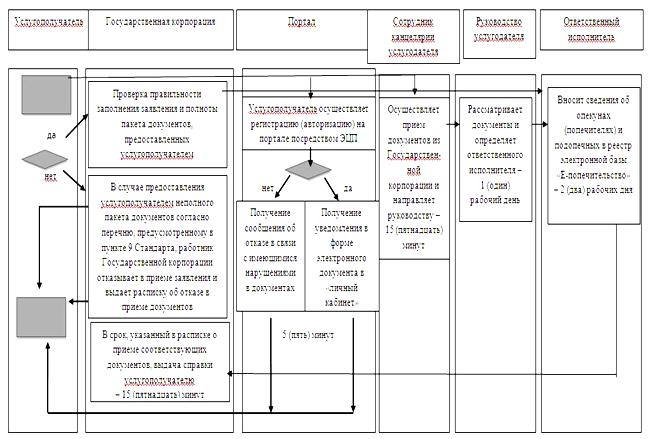 Услугополучатель
Государственная корпорация
Портал
Сотрудник
канцелярии
услугодателя
Руководство
услугодателя
Ответственный
исполнитель
да
нет
Проверка правильности
заполнения заявления и полноты
пакета документов,
предоставленных
услугополучателем
В случае предоставления
услугополучателем неполного
пакета документов согласно
перечню, предусмотренному в
пункте 9 Стандарта, работник
Государственной корпорации
отказывает в приеме заявления и
выдает расписку об отказе в
приеме документов
В срок, указанный в расписке о
приеме соответствующих
документов, выдача справки
услугополучателю
– 15 (пятнадцать) минут
Услугополучатель осуществляет
регистрацию (авторизацию) на
портале посредством ЭЦП
нет
да
Получение
сообщения об
отказе в связи
с имеющимися
нарушениями
в документах
Получение
уведомления в
форме
электронного
документа в
«личный
кабинет»
5 (пять) минут
Осуществляет
прием
документов из
Государствен-
ной
корпорации и
направляет
руководству –
15 (пятнадцать)
минут
Рассматривает
документы и
определяет
ответственного
исполнителя –
1 (один)
рабочий день
Вносит сведения об
опекунах
(попечителях) и
подопечных в реестр
электронной базы
«Е-попечительство»
– 2 (два) рабочих дня